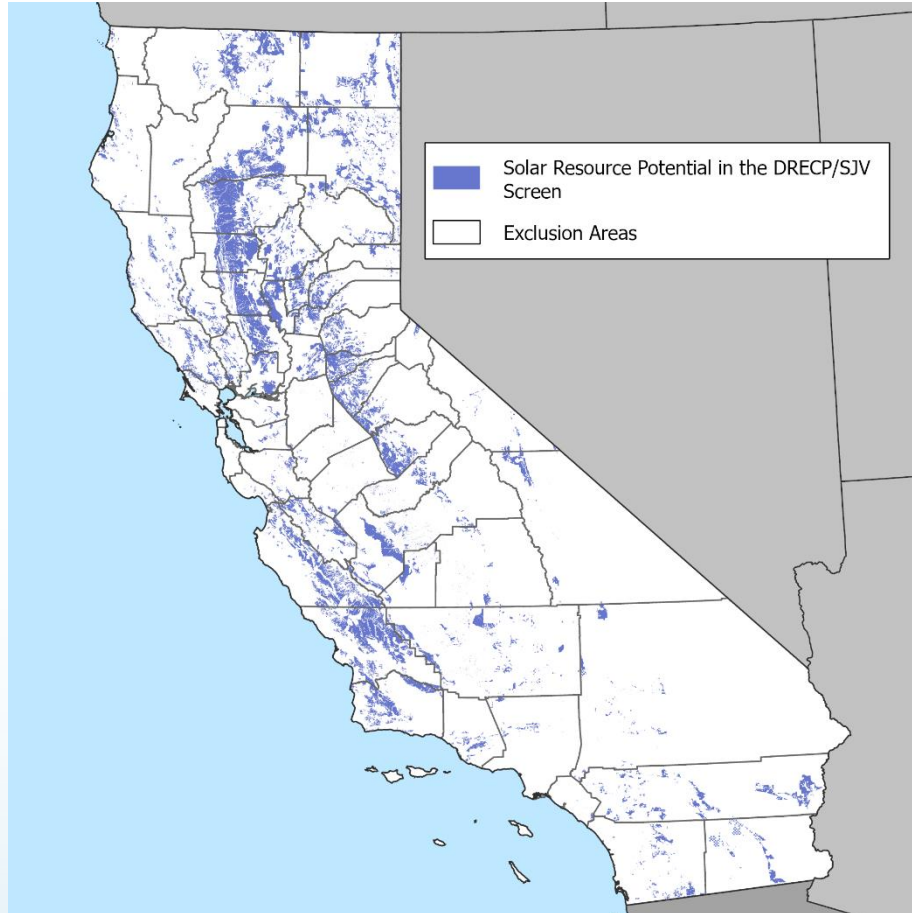 Solar Resource Potential in the DRECP/SJV
Screen
Exclusion Areas